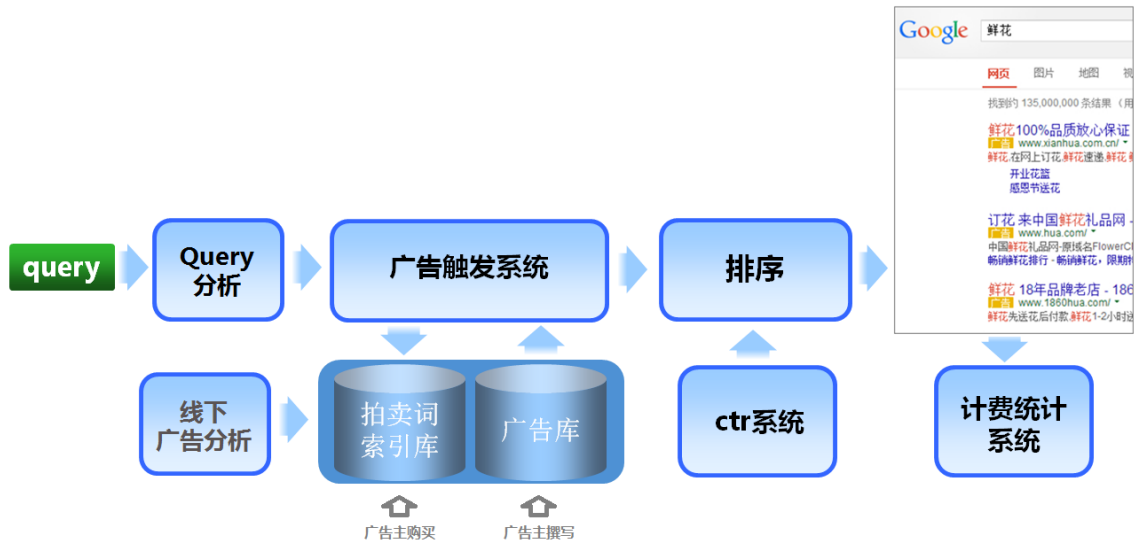 Google
鲜花
网页 图片 地图
找到约 135,000,000 条结果 （用
鲜花100%品质放心保证
广告 www.xianhua.com.cn/
鲜花,在网上订花,鲜花速递,鲜花
开业花篮
感恩节送花
订花 来中国鲜花礼品网 -
广告 www.hua.com/
中国鲜花礼品网-原域名FlowerC
畅销鲜花排行 - 畅销鲜花，限期
鲜花 18年品牌老店 - 186
广告 www.1860hua.com/
鲜花先送花后付款,鲜花1-2小时送
query
Query
分析
广告触发系统
排序
线下
广告分析
拍卖词
索引库
广告库
ctr系统
计费统计
系统
广告主购买
广告主撰写